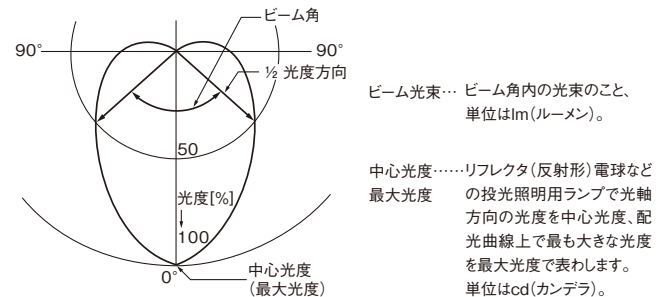 ビーム角
90°
90°
½ 光度方向
50
光度[%]
100
0°
中心光度
(最大光度)
ビーム光束… ビーム角内の光束のこと、
単位はlm(ルーメン)。
中心光度……リフレクタ(反射形)電球など
最大光度 の投光照明用ランプで光軸
方向の光度を中心光度、配
光曲線上で最も大きな光度
を最大光度で表わします。
単位はcd(カンデラ)。